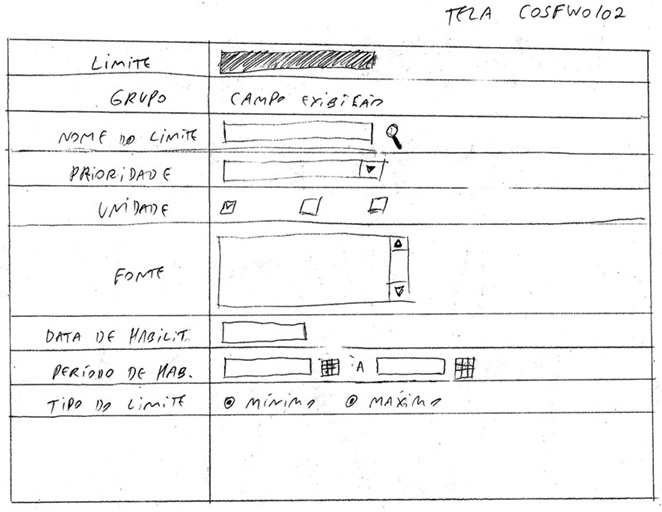 TELA COSFW0102
LIMITE
GRUPO CAMPO EXIBIÇÃO
NOME DO LIMITE
PRIORIDADE
UNIDADE
FONTE
DATA DE HABILIT.
PERÍODO DE HAB. À
TIPO DO LIMITE MÍNIMO MÁXIMO